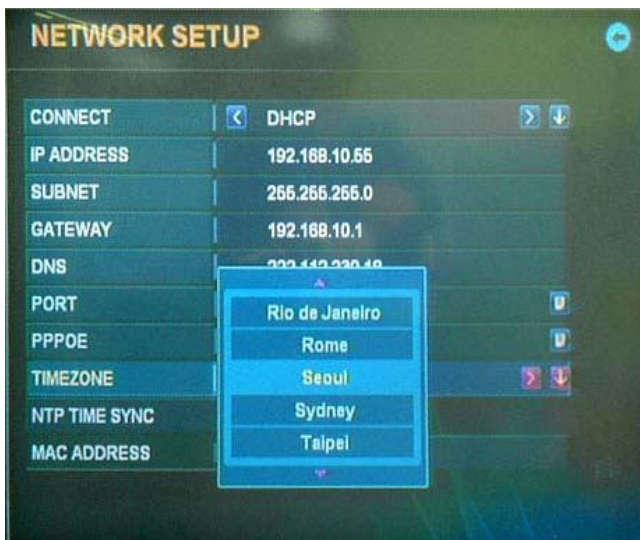 NETWORK SETUP
CONNECT DHCP
IP ADDRESS 192.168.10.55
SUBNET 255.255.255.0
GATEWAY 192.168.10.1
DNS
PORT
PPPOE
TIMEZONE
NTP TIME SYNC
MAC ADDRESS
Rio de Janeiro
Rome
Seoul
Sydney
Taipei